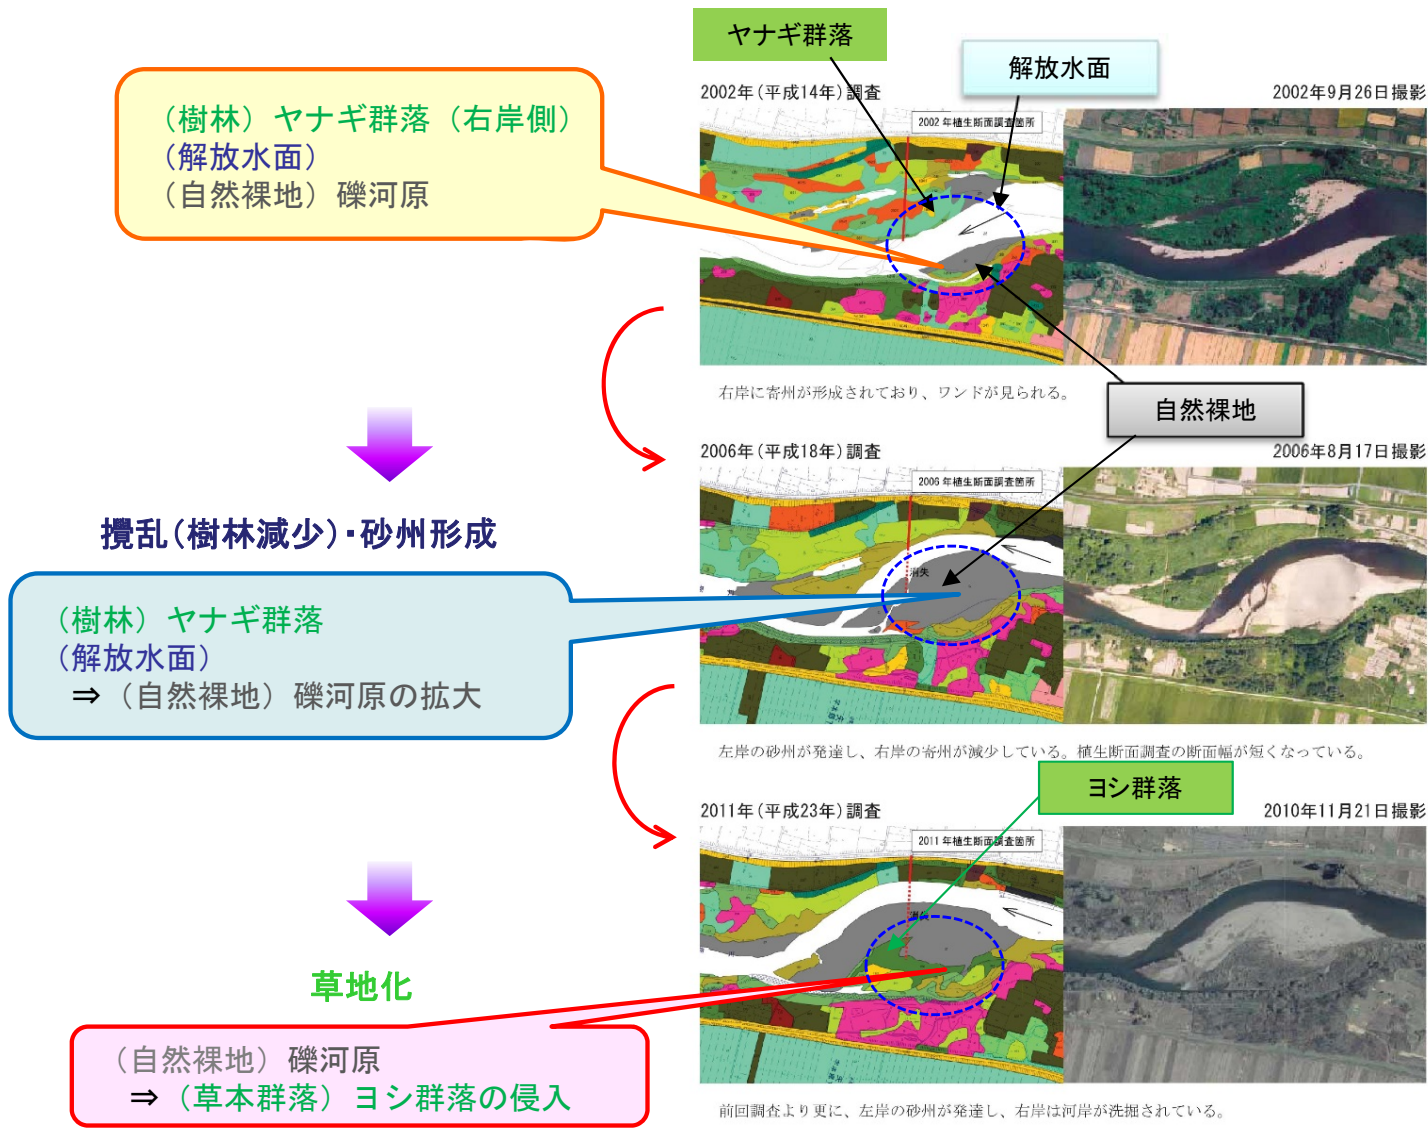 ヤナギ群落
解放水面
2002年(平成14年)調査
2002年9月26日撮影
2002年植生断面調査箇所
(樹林) ヤナギ群落 (右岸側)
(解放水面)
(自然裸地) 礫河原
右岸に寄州が形成されており、ワンドが見られる。
自然裸地
2006年(平成18年)調査
2006年8月17日撮影
2006年植生断面調査箇所
消失
攪乱(樹林減少)・砂州形成
(樹林) ヤナギ群落
(解放水面)
⇒ (自然裸地) 礫河原の拡大
左岸の砂州が発達し、右岸の寄州が減少している。植生断面調査の断面幅が短くなっている。
ヨシ群落
2011年(平成23年)調査
2010年11月21日撮影
2011年植生断面調査箇所
消失
草地化
(自然裸地) 礫河原
⇒ (草本群落) ヨシ群落の侵入
前回調査より更に、左岸の砂州が発達し、右岸は河岸が洗掘されている。